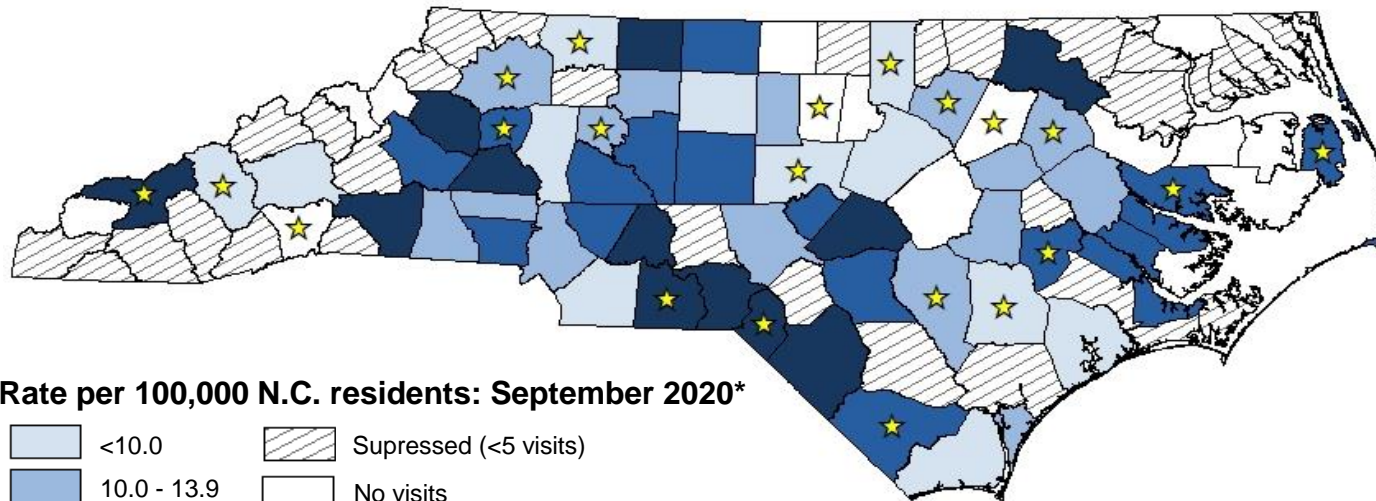 Rate per 100,000 N.C. residents: September 2020*
<10.0
Supressed (<5 visits)
10.0 - 13.9
No visits